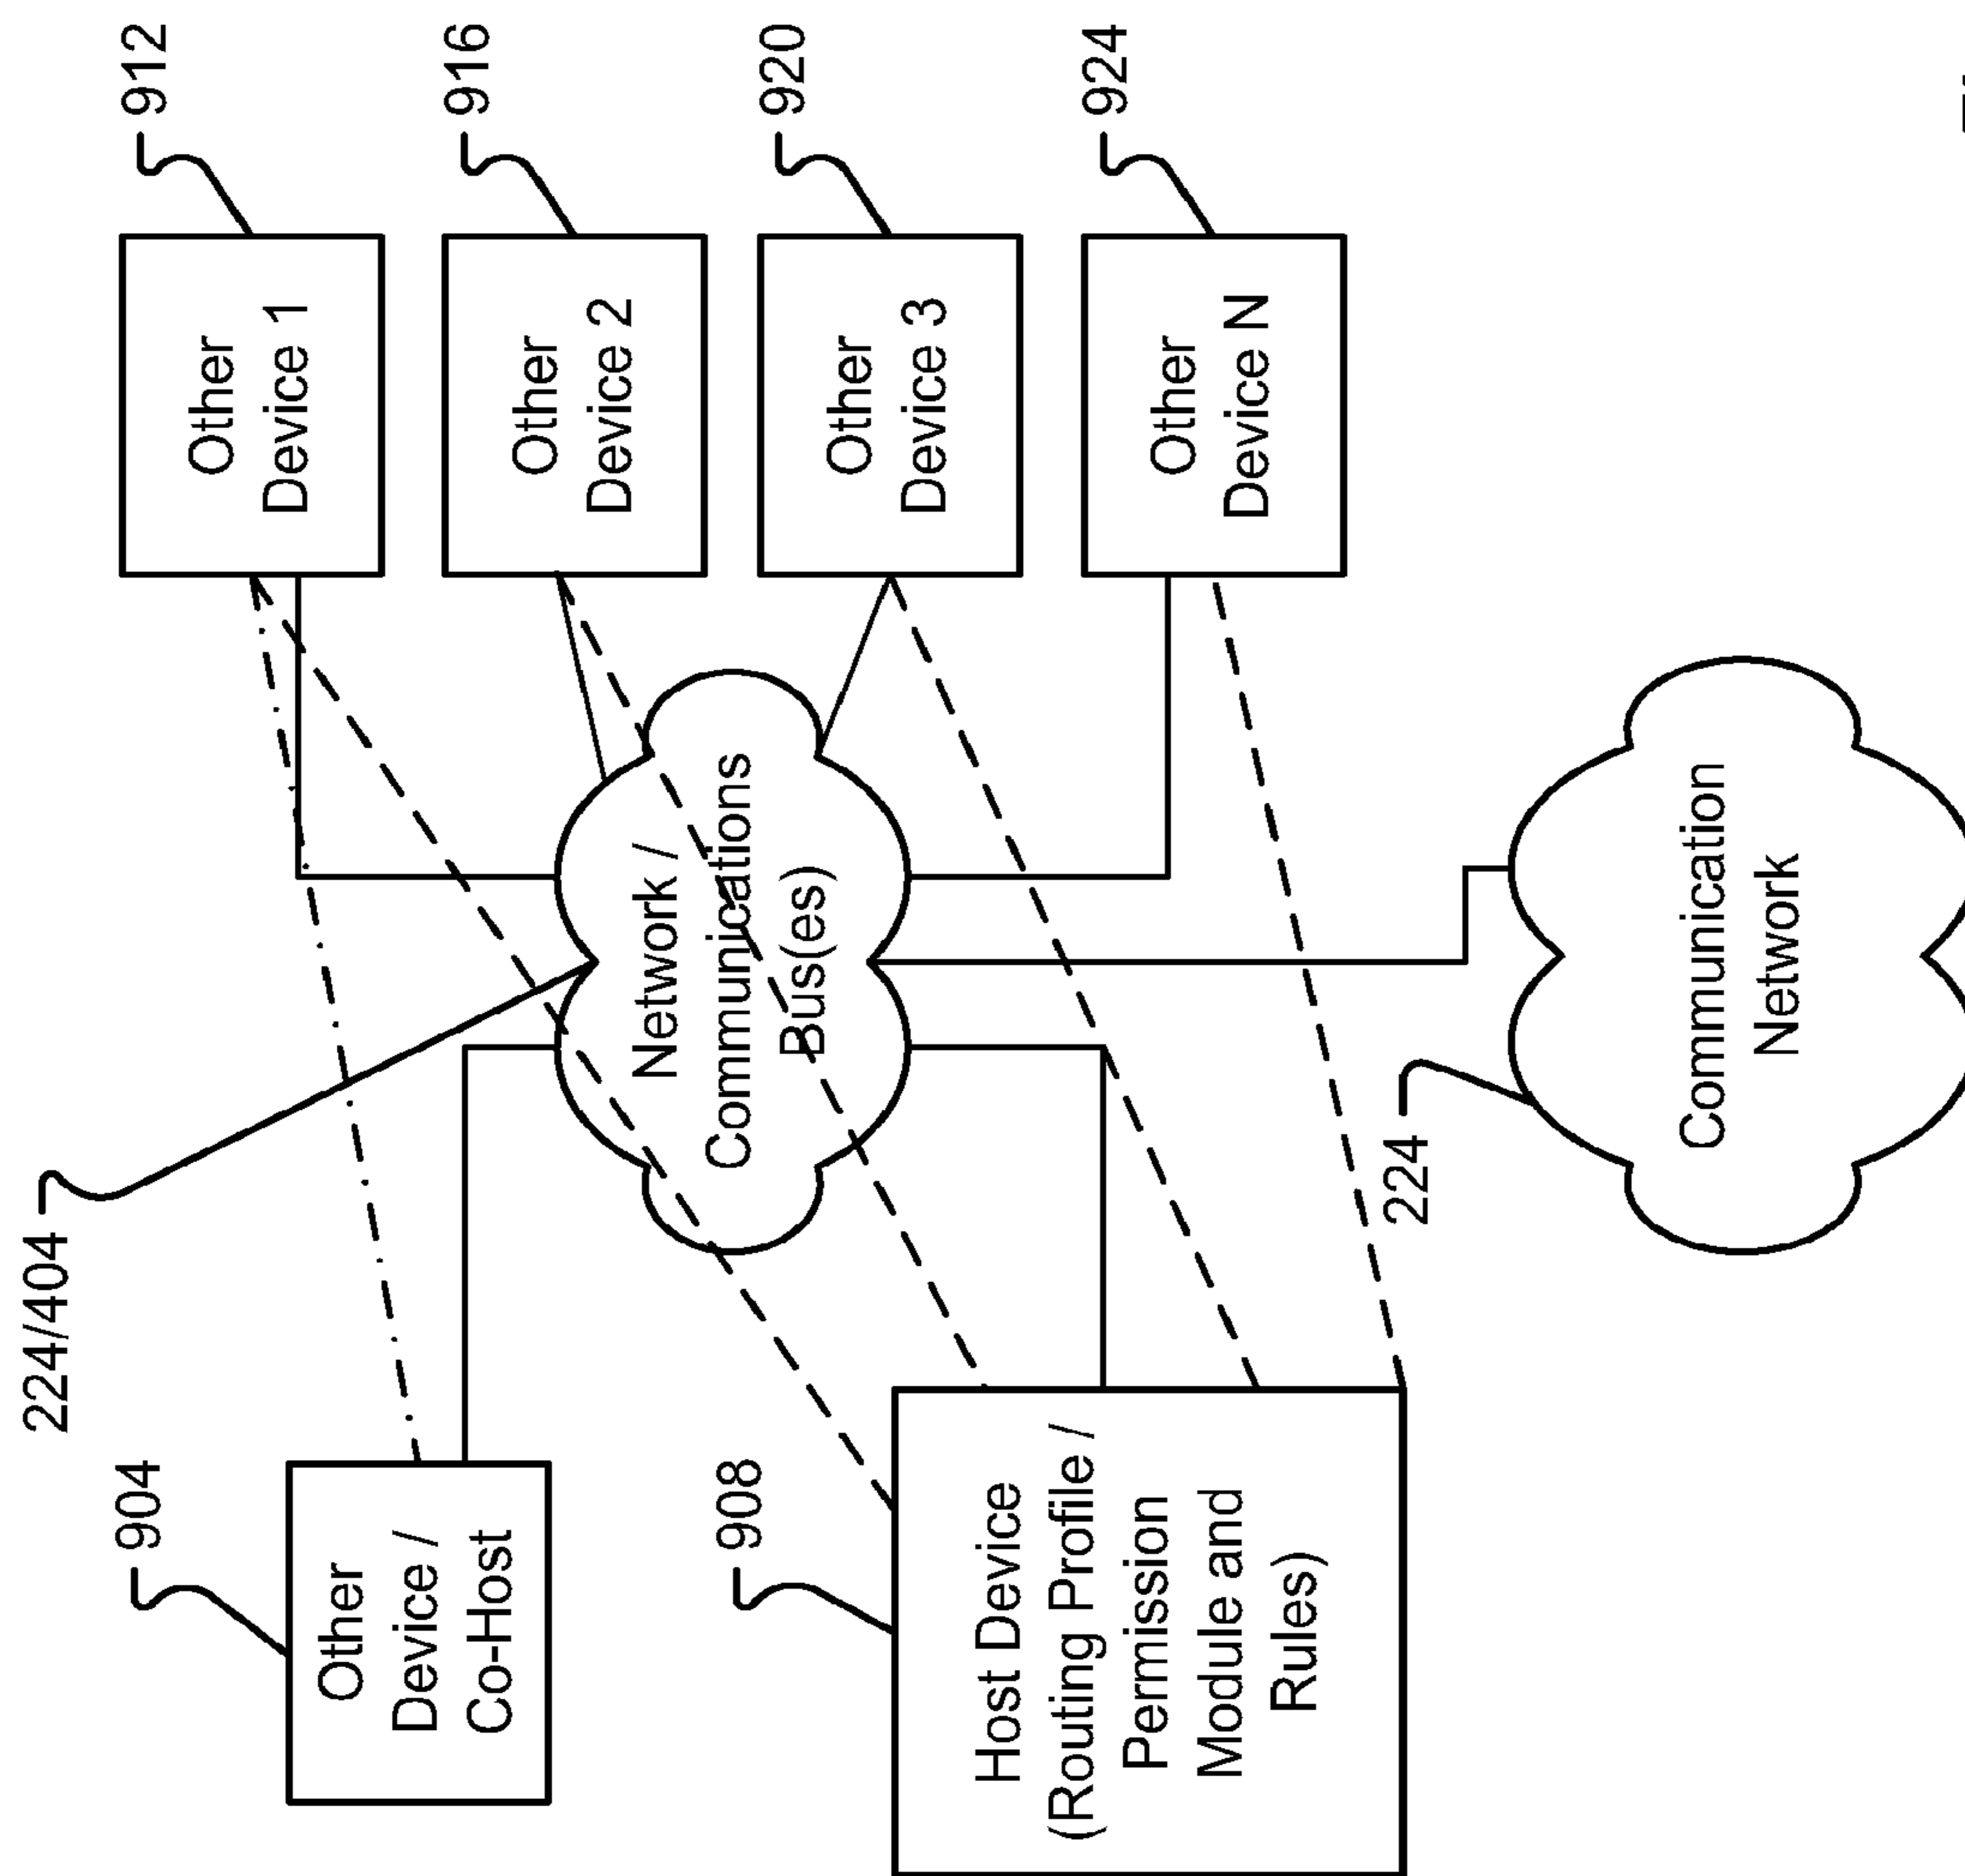 224/404
904
Other
Device /
Co-Host
908
Host Device
(Routing Profile /
Permission
Module and
Rules)
Network /
Communications
Bus(es)
912
Other
Device 1
916
Other
Device 2
920
Other
Device 3
924
Other
Device N
224
Communication
Network